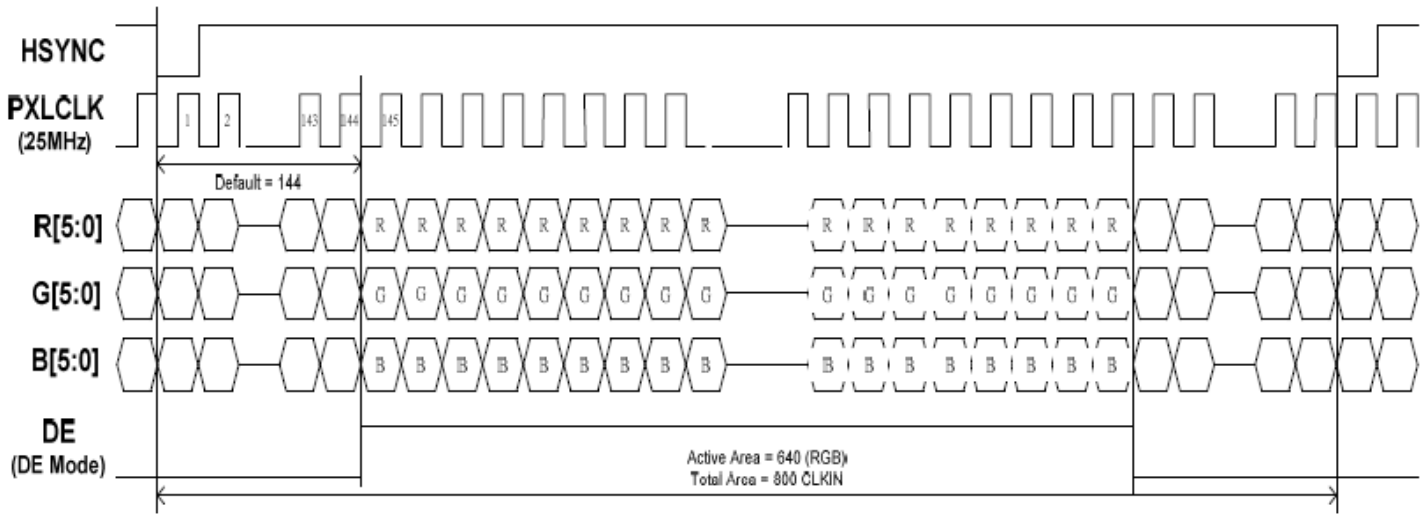 HSYNC
PXLCLK
(25MHz)
1 2 143 144 145
Default = 144
R[5:0]
R R R R R R R R R R R R R R R R R
G[5:0]
G G G G G G G G G G G G G G G G G
B[5:0]
B B B B B B B B B B B B B B B B B
DE
(DE Mode)
Active Area = 640 (RGB)
Total Area = 800 CLKIN